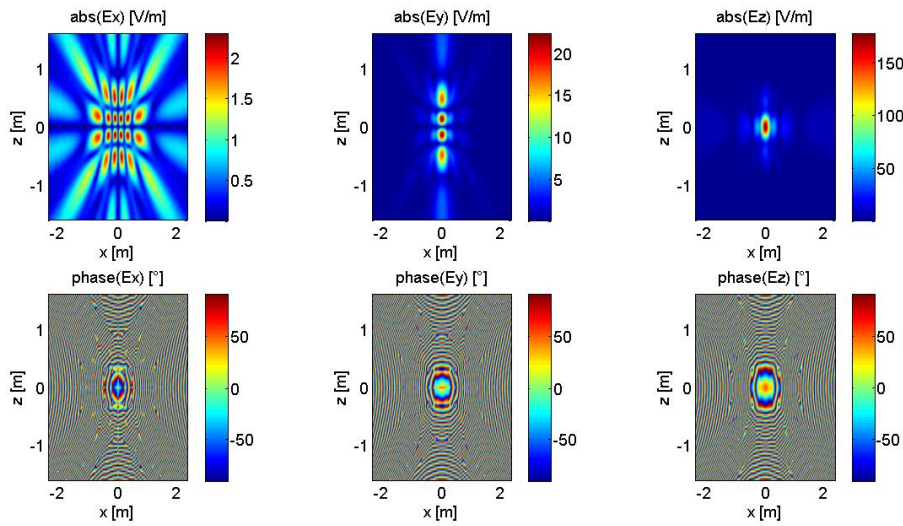 abs(Ex) [V/m]
abs(Ey) [V/m]
abs(Ez) [V/m]
1
0
-1
z [m]
-2 0 2
x [m]
2
1.5
1
0.5
1
0
-1
z [m]
-2 0 2
x [m]
20
15
10
5
1
0
-1
z [m]
-2 0 2
x [m]
150
100
50
phase(Ex) [°]
phase(Ey) [°]
phase(Ez) [°]
1
0
-1
z [m]
-2 0 2
x [m]
50
0
-50
1
0
-1
z [m]
-2 0 2
x [m]
50
0
-50
1
0
-1
z [m]
-2 0 2
x [m]
50
0
-50